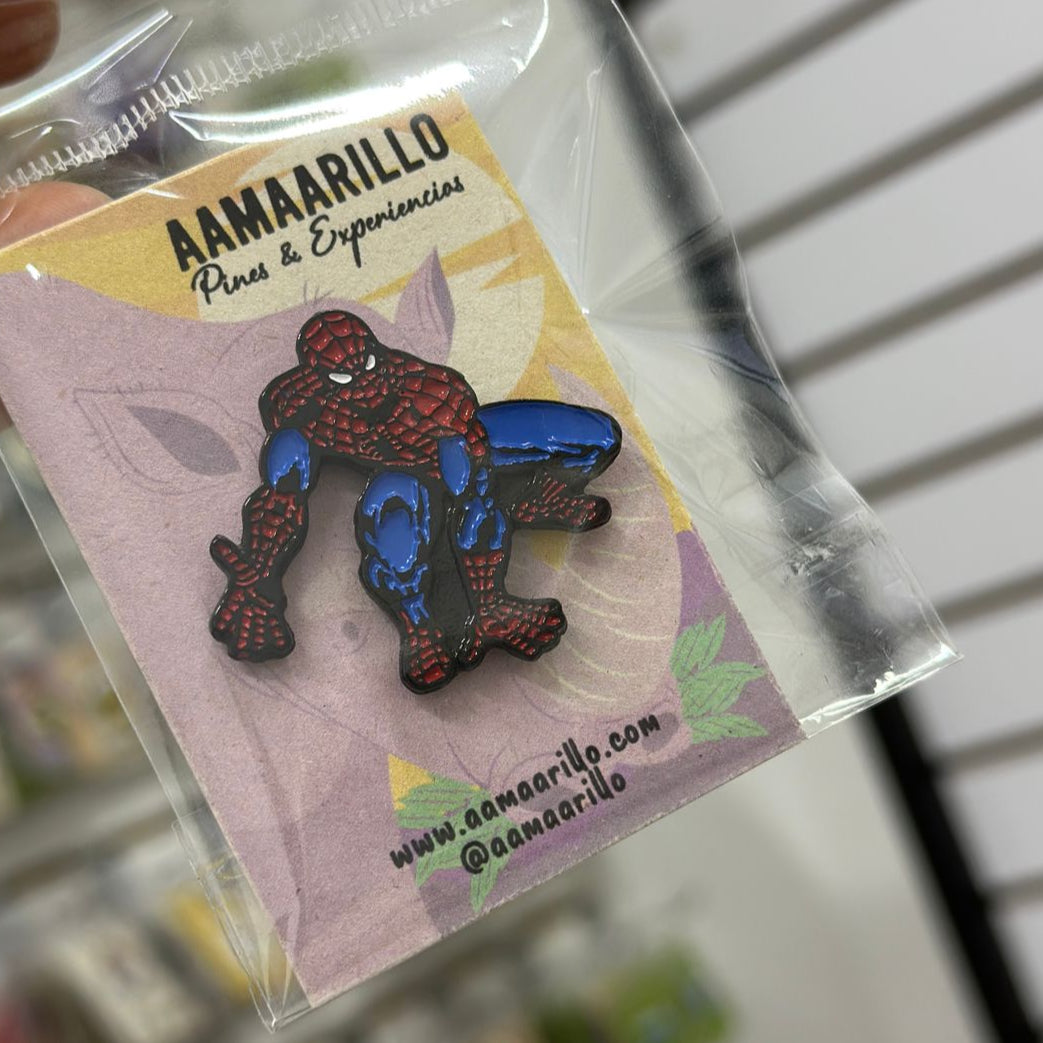 AAMAARILLO
Pines & Experiencias
www.aamaarillo.com
@aamaarillo